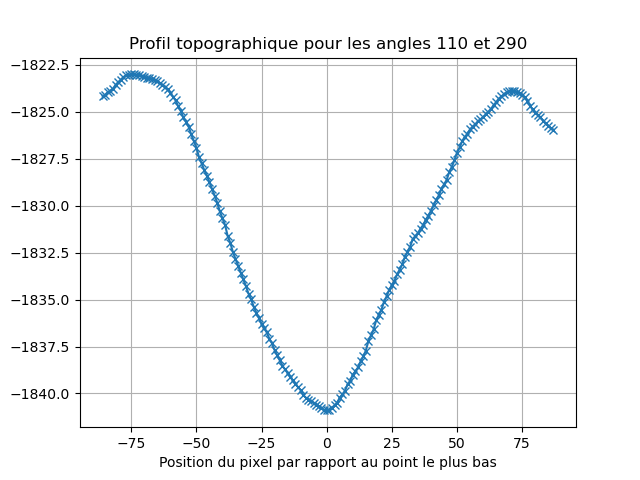 Profil topographique pour les angles 110 et 290
−1822.5
−1825.0
−1827.5
−1830.0
−1832.5
−1835.0
−1837.5
−1840.0
−75 −50 −25 0 25 50 75
Position du pixel par rapport au point le plus bas